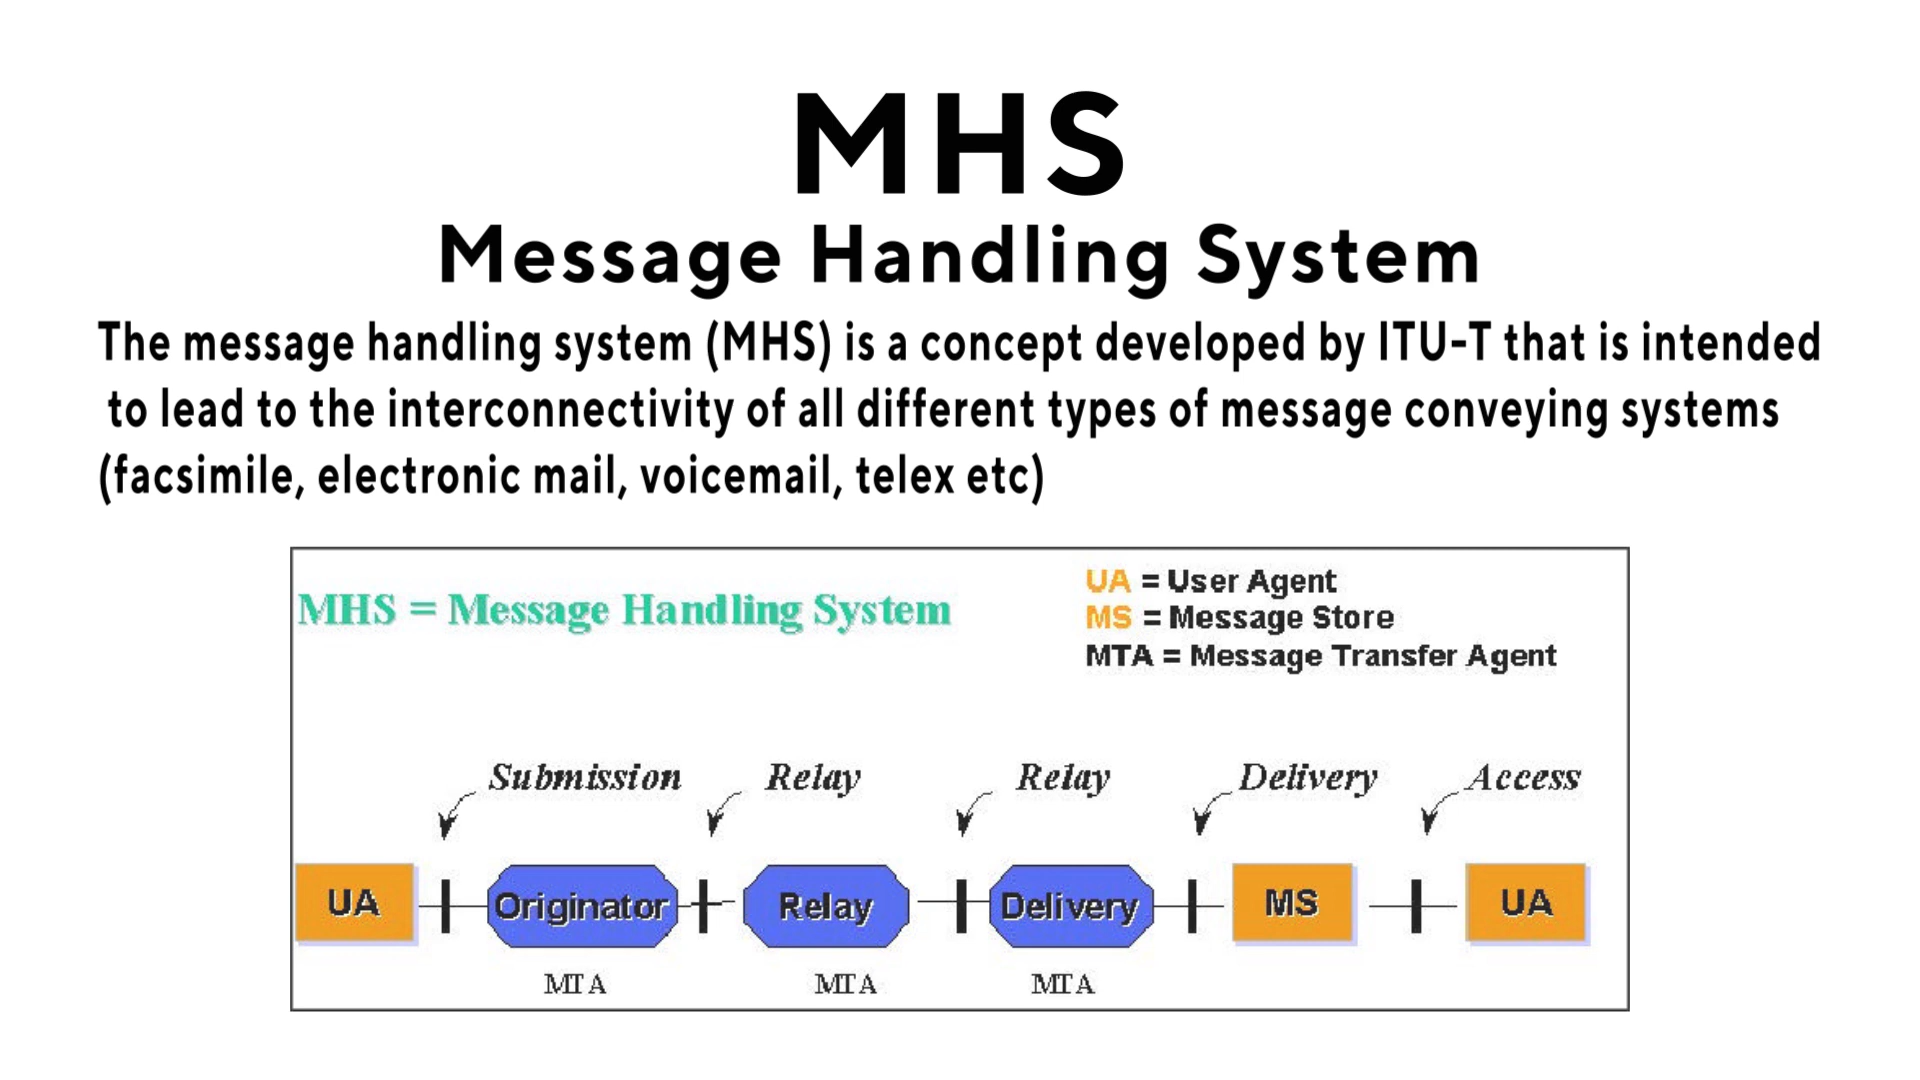 MHS
Message Handling System
The message handling system (MHS) is a concept developed by ITU-T that is intended
to lead to the interconnectivity of all different types of message conveying systems
(facsimile, electronic mail, voicemail, telex etc)
MHS = Message Handling System
UA = User Agent
MS = Message Store
MTA = Message Transfer Agent
Submission Relay Relay Delivery Access
UA Originator Relay Delivery MS UA
MTA MTA MTA